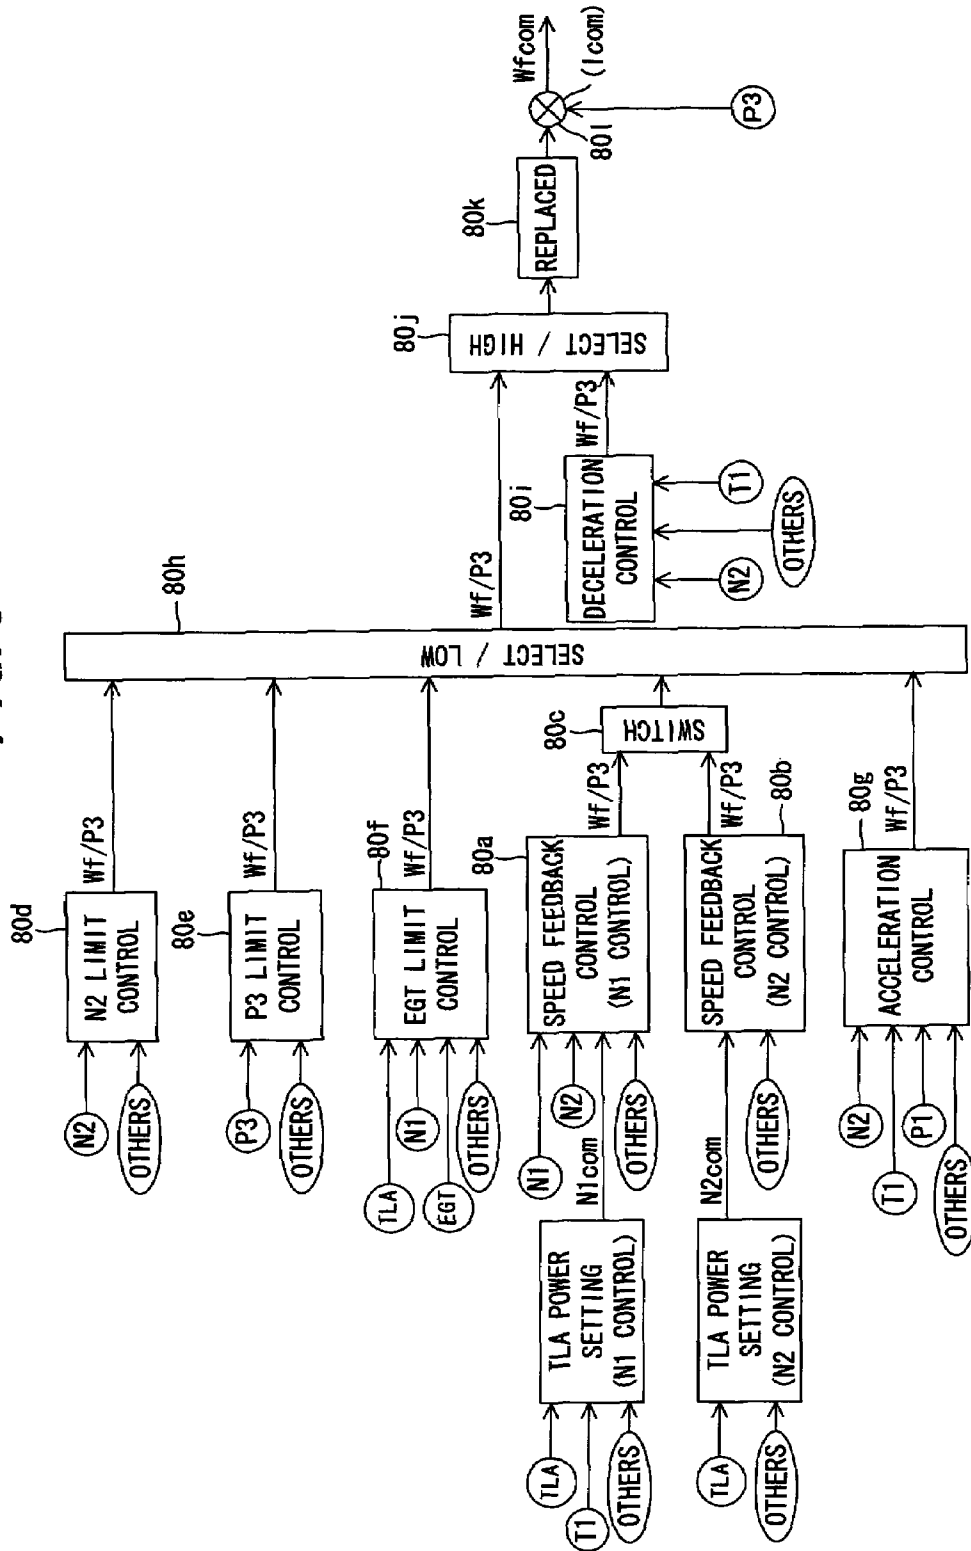 80d
N2
OTHERS
N2 LIMIT
CONTROL
Wf/P3
80e
P3
OTHERS
P3 LIMIT
CONTROL
Wf/P3
80f
TLA
N1
EGT
OTHERS
EGT LIMIT
CONTROL
Wf/P3
80a
TLA
T1
OTHERS
TLA POWER
SETTING
(N1 CONTROL)
N1com
N1
N2
OTHERS
SPEED FEEDBACK
CONTROL
(N1 CONTROL)
Wf/P3
80b
TLA
OTHERS
TLA POWER
SETTING
(N2 CONTROL)
N2com
OTHERS
SPEED FEEDBACK
CONTROL
(N2 CONTROL)
Wf/P3
80c
SWITCH
80g
N2
T1
P1
OTHERS
ACCELERATION
CONTROL
Wf/P3
80h
SELECT / LOW
Wf/P3
80i
DECELERATION
CONTROL
N2
OTHERS
T1
Wf/P3
80j
SELECT / HIGH
80k
REPLACED
80l
P3
Wfcom
(Icom)